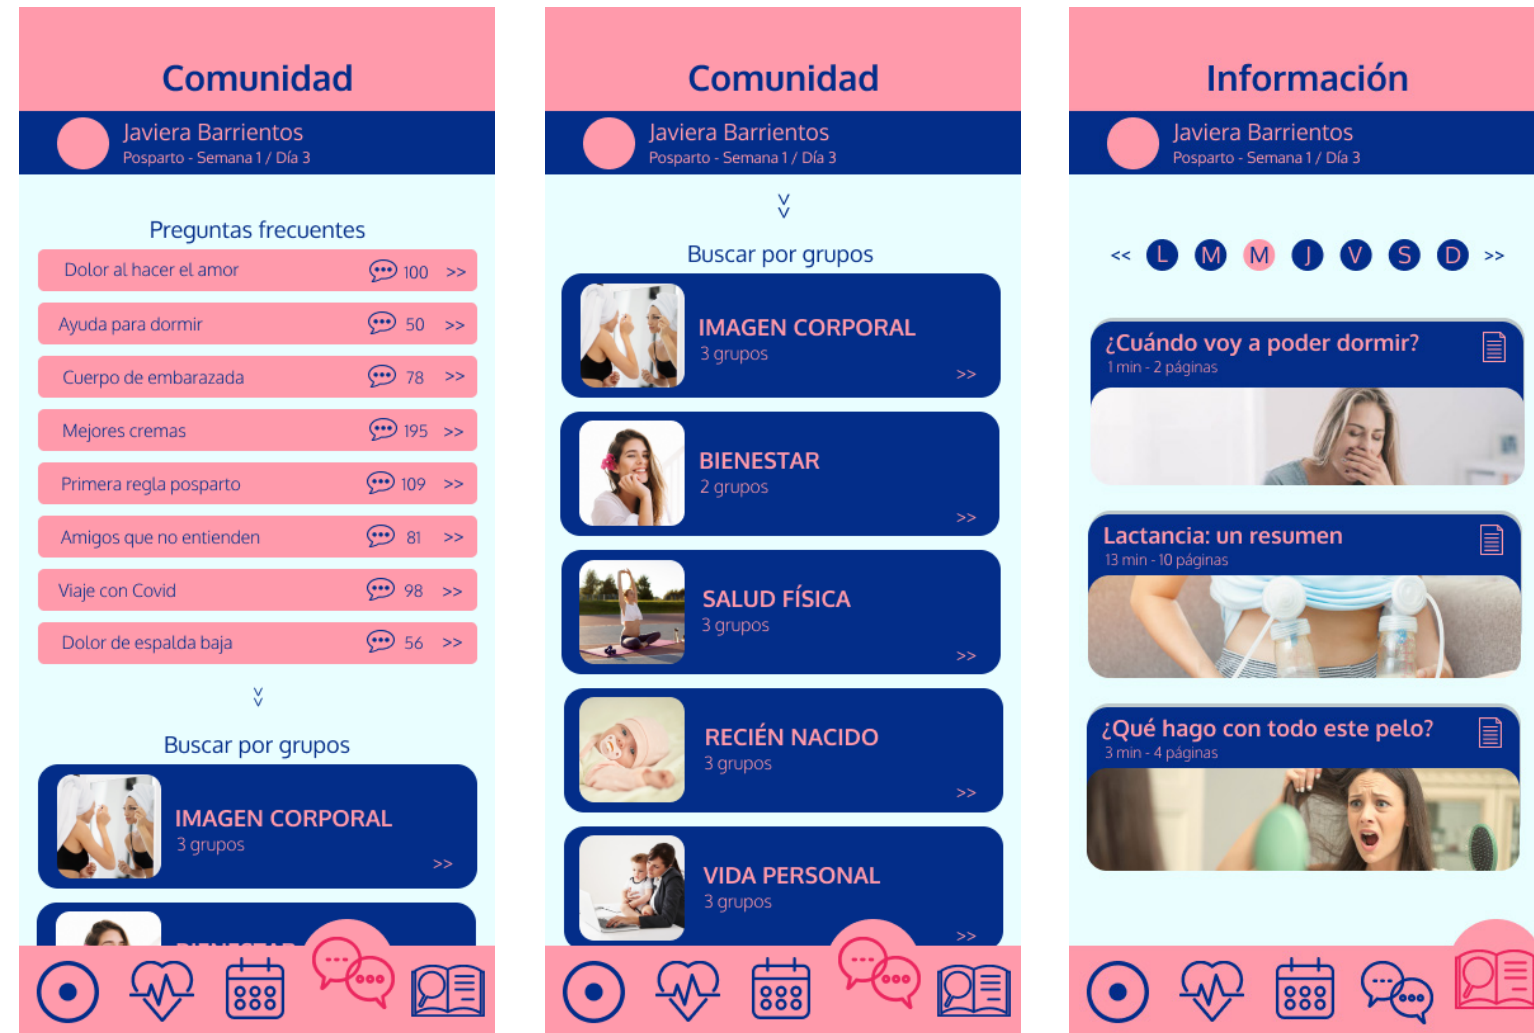 Comunidad
Javiera Barrientos
Posparto - Semana 1 / Día 3
Preguntas frecuentes
Dolor al hacer el amor 100 >>
Ayuda para dormir 50 >>
Cuerpo de embarazada 78 >>
Mejores cremas 195 >>
Primera regla posparto 109 >>
Amigos que no entienden 81 >>
Viaje con Covid 98 >>
Dolor de espalda baja 56 >>
Buscar por grupos
IMAGEN CORPORAL
3 grupos
>>
BIENESTAR
Comunidad
Javiera Barrientos
Posparto - Semana 1 / Día 3
Buscar por grupos
IMAGEN CORPORAL
3 grupos
>>
BIENESTAR
2 grupos
>>
SALUD FÍSICA
3 grupos
>>
RECIÉN NACIDO
3 grupos
>>
VIDA PERSONAL
3 grupos
>>
Información
Javiera Barrientos
Posparto - Semana 1 / Día 3
<< L M M J V S D >>
¿Cuándo voy a poder dormir?
1 min - 2 páginas
Lactancia: un resumen
13 min - 10 páginas
¿Qué hago con todo este pelo?
3 min - 4 páginas